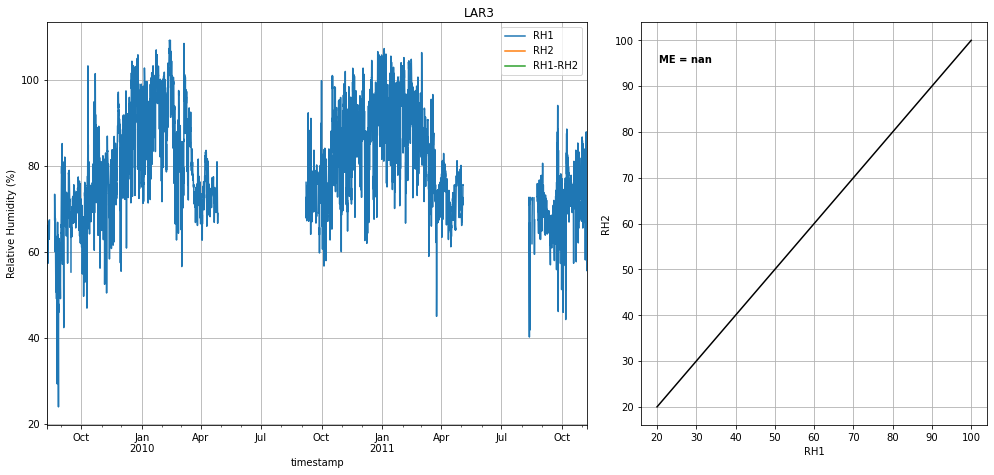 LAR3
RH1
RH2
RH1-RH2
Relative Humidity (%)
100
80
60
40
20
Oct
Jan
2010
Apr
Jul
Oct
Jan
2011
Apr
Jul
Oct
timestamp
ME = nan
RH2
100
90
80
70
60
50
40
30
20
20
30
40
50
60
70
80
90
100
RH1